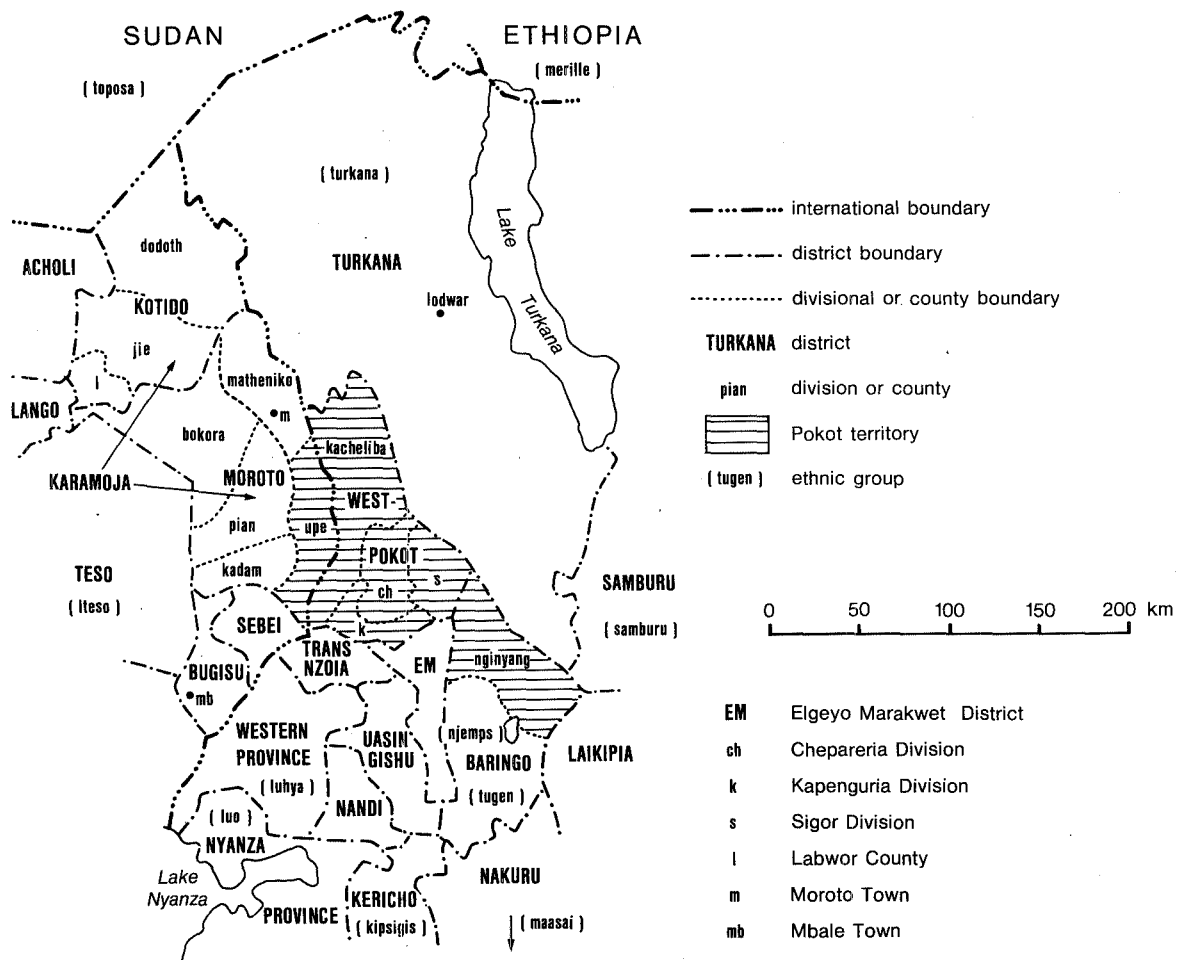 SUDAN
ETHIOPIA
( toposa )
( merille )
( turkana )
dodoth
ACHOLI
TURKANA
Lake
Turkana
KOTIDO
lodwar
jie
l
matheniko
LANGO
m
bokora
kacheliba
KARAMOJA
MOROTO
WEST-
pian
upe
POKOT
kadam
ch
s
TESO
( Iteso )
SAMBURU
( samburu )
SEBEI
k
TRANS
NZOIA
EM
nginyang
BUGISU
mb
WESTERN
PROVINCE
( luhya )
UASIN
GISHU
( njemps )
BARINGO
( tugen )
LAIKIPIA
NANDI
( luo )
NYANZA
Lake
Nyanza
PROVINCE
KERICHO
( kipsigis )
NAKURU
( maasai )
international boundary
district boundary
divisional or county boundary
TURKANA district
pian division or county
Pokot territory
( tugen ) ethnic group
0 50 100 150 200 km
EM Elgeyo Marakwet District
ch Chepareria Division
k Kapenguria Division
s Sigor Division
l Labwor County
m Moroto Town
mb Mbale Town